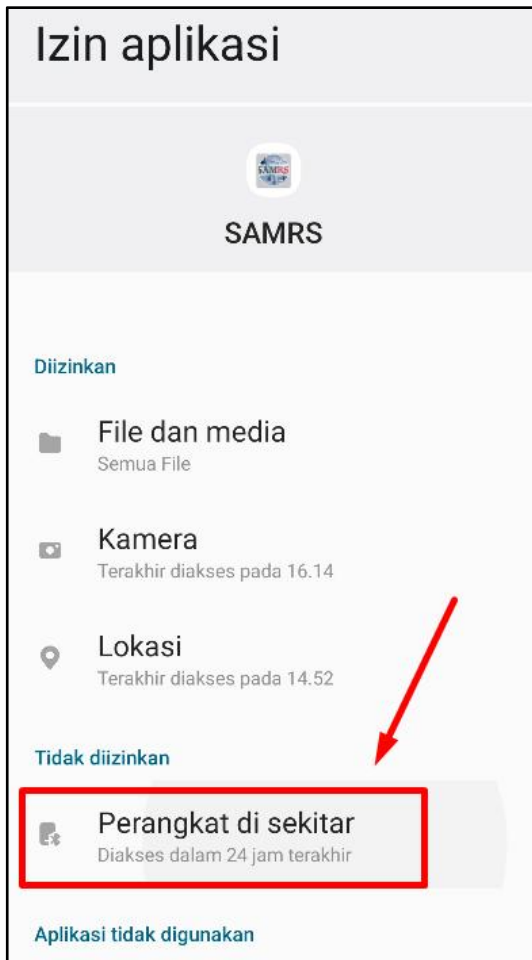 Izin aplikasi
SAMRS
SAMRS
Diizinkan
File dan media
Semua File
Kamera
Terakhir diakses pada 16.14
Lokasi
Terakhir diakses pada 14.52
Tidak diizinkan
Perangkat di sekitar
Diakses dalam 24 jam terakhir
Aplikasi tidak digunakan